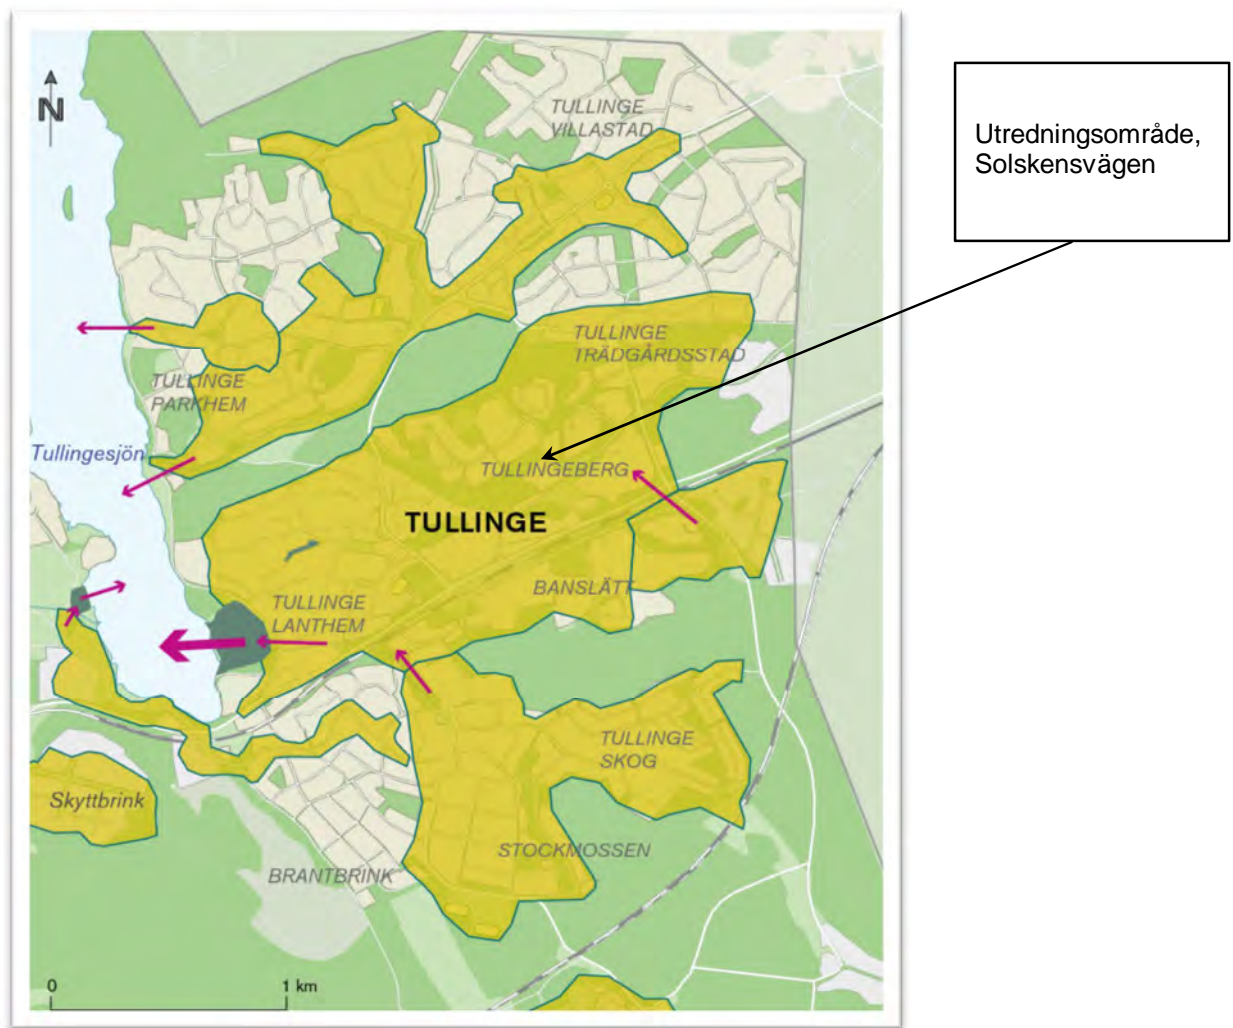 N
TULLINGE
VILLASTAD
Utredningsområde,
Solskensvägen
TULLINGE
TRÄDGÅRDSSTAD
TULLINGE
PARKHEM
Tullingesjön
TULLINGEBERG
TULLINGE
BANSLÄTT
TULLINGE
LANTHEM
TULLINGE
SKOG
Skyttbrink
STOCKMOSSEN
BRANTBRINK
0 1 km